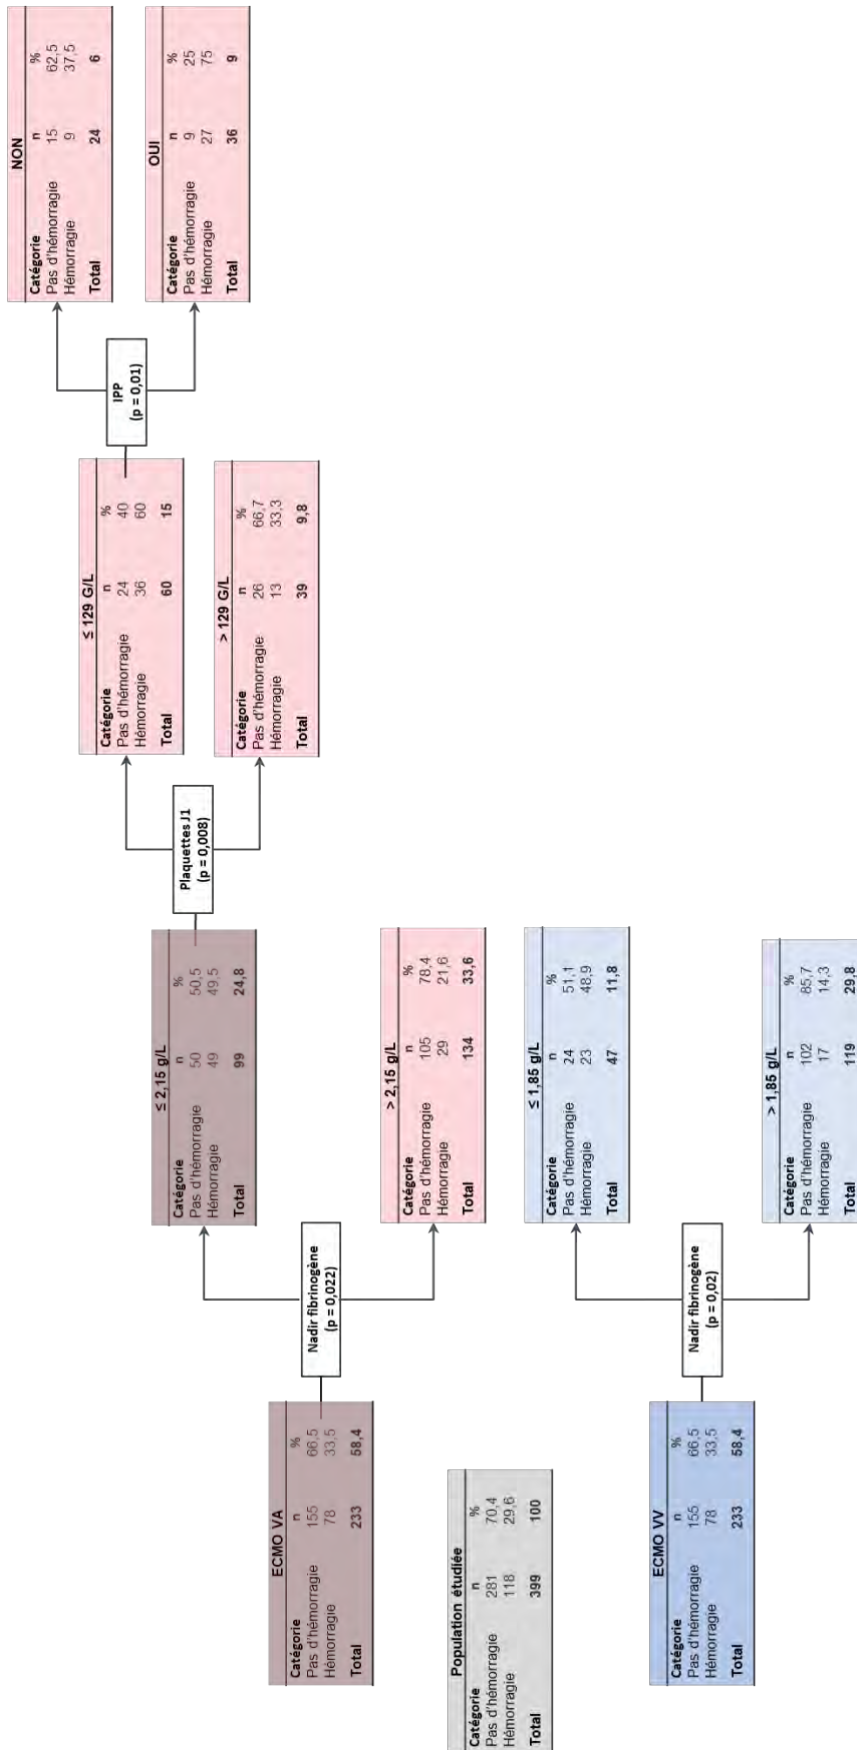 Population étudiée
Catégorie n %
Pas d'hémorragie 281 70,4
Hémorragie 118 29,6
Total 399 100
ECMO VA
Catégorie n %
Pas d'hémorragie 155 66,5
Hémorragie 78 33,5
Total 233 58,4
Nadir fibrinogène
(p = 0,022)
≤ 2,15 g/L
Catégorie n %
Pas d'hémorragie 50 50,5
Hémorragie 49 49,5
Total 99 24,8
Plaquettes J1
(p = 0,008)
≤ 129 G/L
Catégorie n %
Pas d'hémorragie 24 40
Hémorragie 36 60
Total 60 15
IPP
(p = 0,01)
NON
Catégorie n %
Pas d'hémorragie 15 62,5
Hémorragie 9 37,5
Total 24 6
OUI
Catégorie n %
Pas d'hémorragie 9 25
Hémorragie 27 75
Total 36 9
> 129 G/L
Catégorie n %
Pas d'hémorragie 26 66,7
Hémorragie 13 33,3
Total 39 9,8
> 2,15 g/L
Catégorie n %
Pas d'hémorragie 105 78,4
Hémorragie 29 21,6
Total 134 33,6
ECMO VV
Catégorie n %
Pas d'hémorragie 155 66,5
Hémorragie 78 33,5
Total 233 58,4
Nadir fibrinogène
(p = 0,02)
≤ 1,85 g/L
Catégorie n %
Pas d'hémorragie 24 51,1
Hémorragie 23 48,9
Total 47 11,8
> 1,85 g/L
Catégorie n %
Pas d'hémorragie 102 85,7
Hémorragie 17 14,3
Total 119 29,8